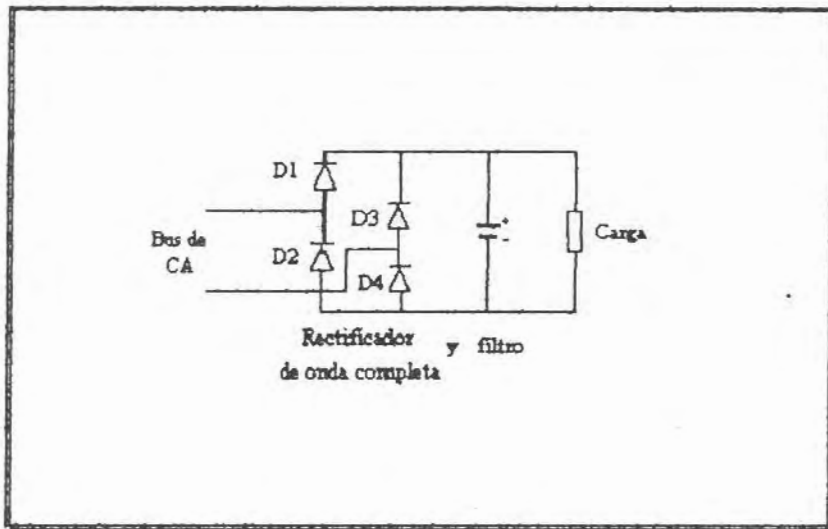 D1
D3
Bus de
CA
D2
D4
+
-
Carga
Rectificador y filtro
de onda completa